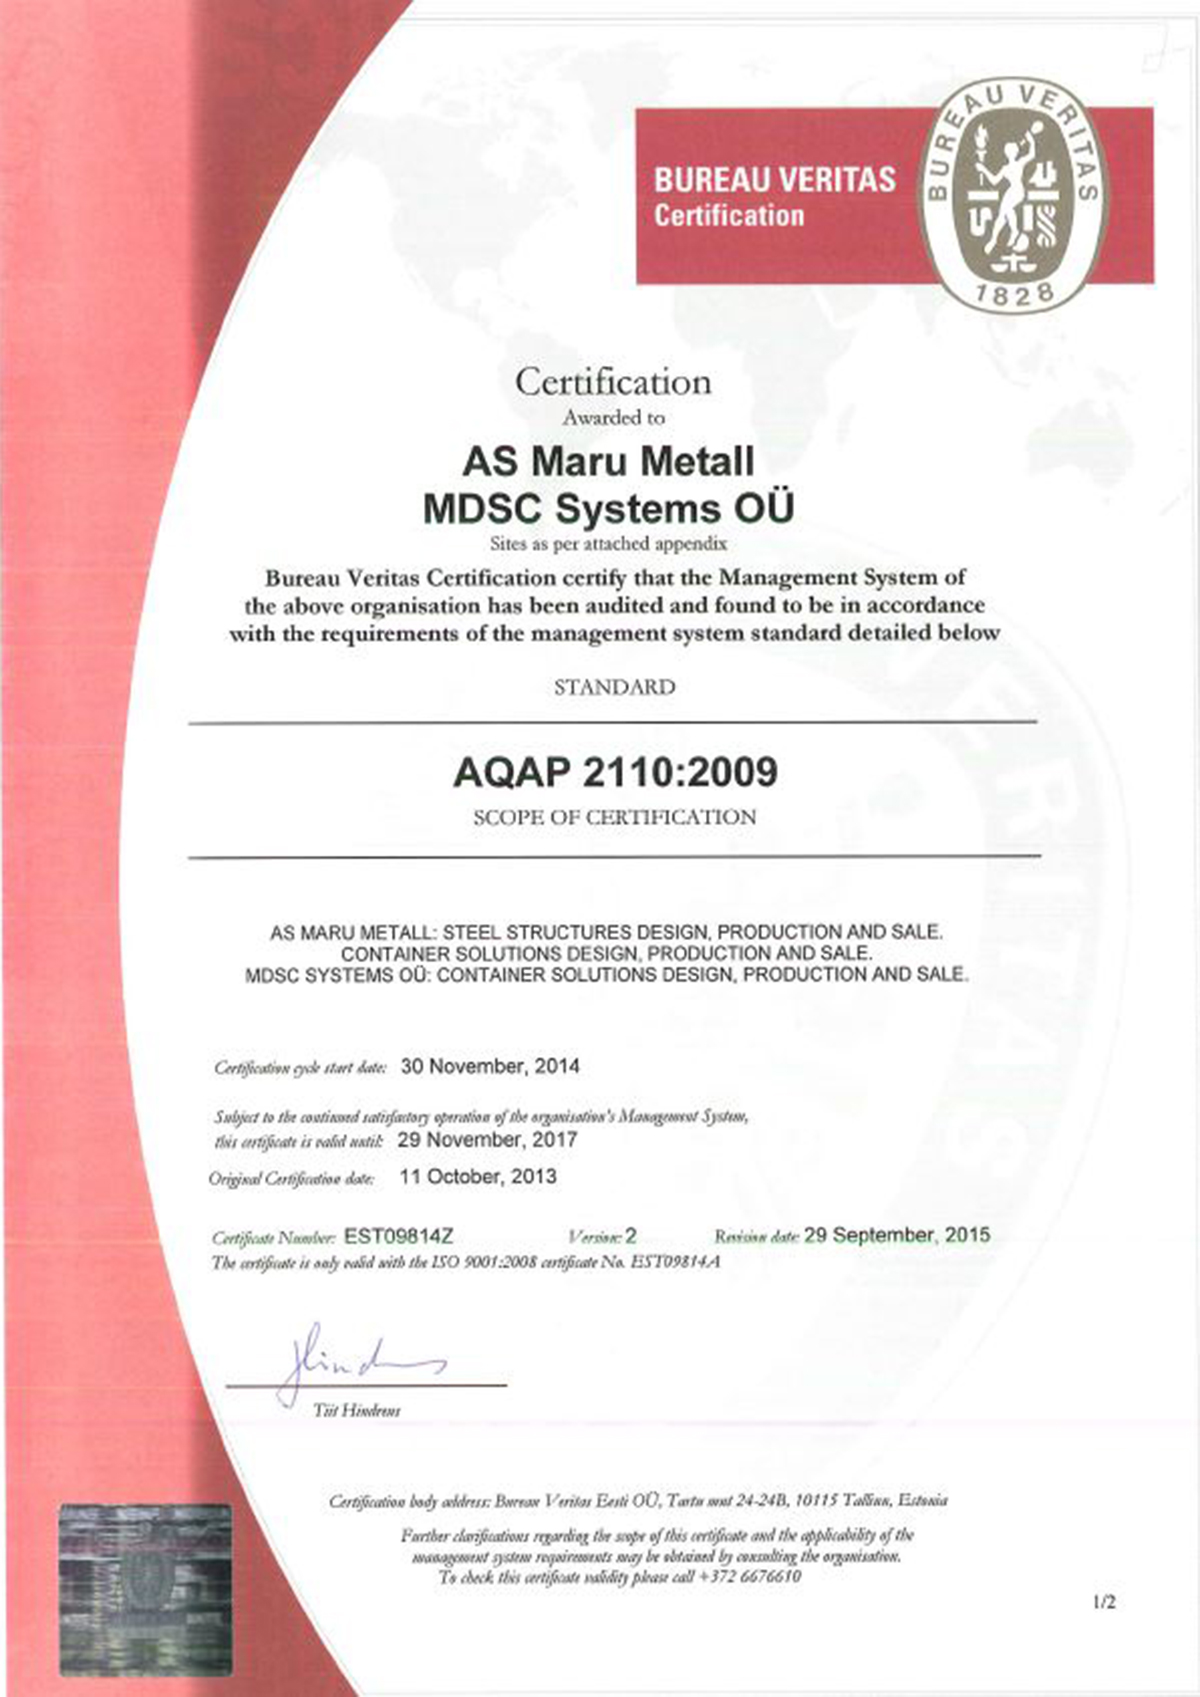 BUREAU VERITAS
BUREAU VERITAS
Certification
1828
Certification
Awarded to
AS Maru Metall
MDSC Systems OÜ
Sites as per attached appendix
Bureau Veritas Certification certify that the Management System of
the above organisation has been audited and found to be in accordance
with the requirements of the management system standard detailed below
STANDARD
AQAP 2110:2009
SCOPE OF CERTIFICATION
AS MARU METALL: STEEL STRUCTURES DESIGN, PRODUCTION AND SALE.
CONTAINER SOLUTIONS DESIGN, PRODUCTION AND SALE.
MDSC SYSTEMS OÜ: CONTAINER SOLUTIONS DESIGN, PRODUCTION AND SALE.
Certification cycle start date: 30 November, 2014
Subject to the continued satisfactory operation of the organisation's Management System,
this certificate is valid until: 29 November, 2017
Original Certification date: 11 October, 2013
Certificate Number: EST09814Z Version: 2 Revision date: 29 September, 2015
The certificate is only valid with the ISO 9001:2008 certificate No. EST09814A
Tiit Hindreus
Certification body address: Bureau Veritas Eesti OÜ, Tartu mnt 24-24B, 10115 Tallinn, Estonia
Further clarifications regarding the scope of this certificate and the applicability of the
management system requirements may be obtained by consulting the organisation.
To check this certificate validity please call +372 6676610
1/2